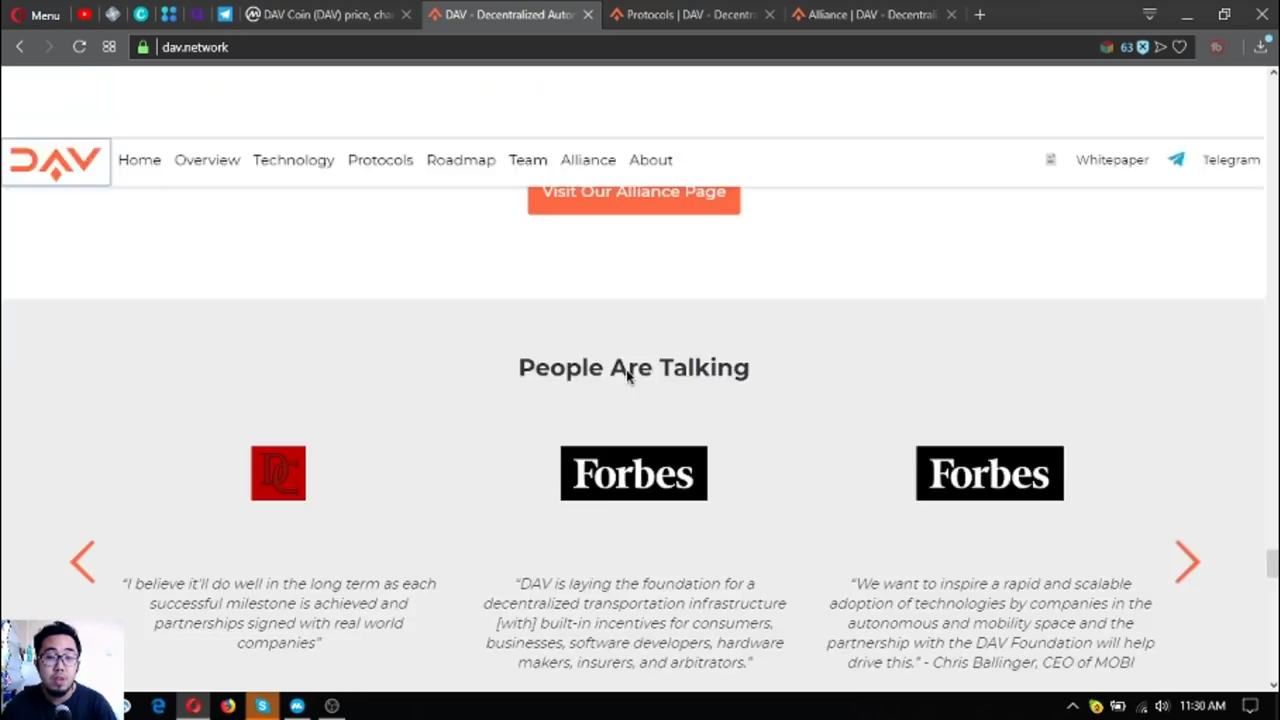 Menu
DAV Coin (DAV) price, cha
DAV - Decentralized Auto
Protocols | DAV - Decentr
Alliance | DAV - Decentrali
dav.network
63
DAV
Home
Overview
Technology
Protocols
Roadmap
Team
Alliance
About
Whitepaper
Telegram
Visit Our Alliance Page
People Are Talking
DC
Forbes
Forbes
"I believe it'll do well in the long term as each
successful milestone is achieved and
partnerships signed with real world
companies"
"DAV is laying the foundation for a
decentralized transportation infrastructure
[with] built-in incentives for consumers,
businesses, software developers, hardware
makers, insurers, and arbitrators."
"We want to inspire a rapid and scalable
adoption of technologies by companies in the
autonomous and mobility space and the
partnership with the DAV Foundation will help
drive this." - Chris Ballinger, CEO of MOBI
11:30 AM